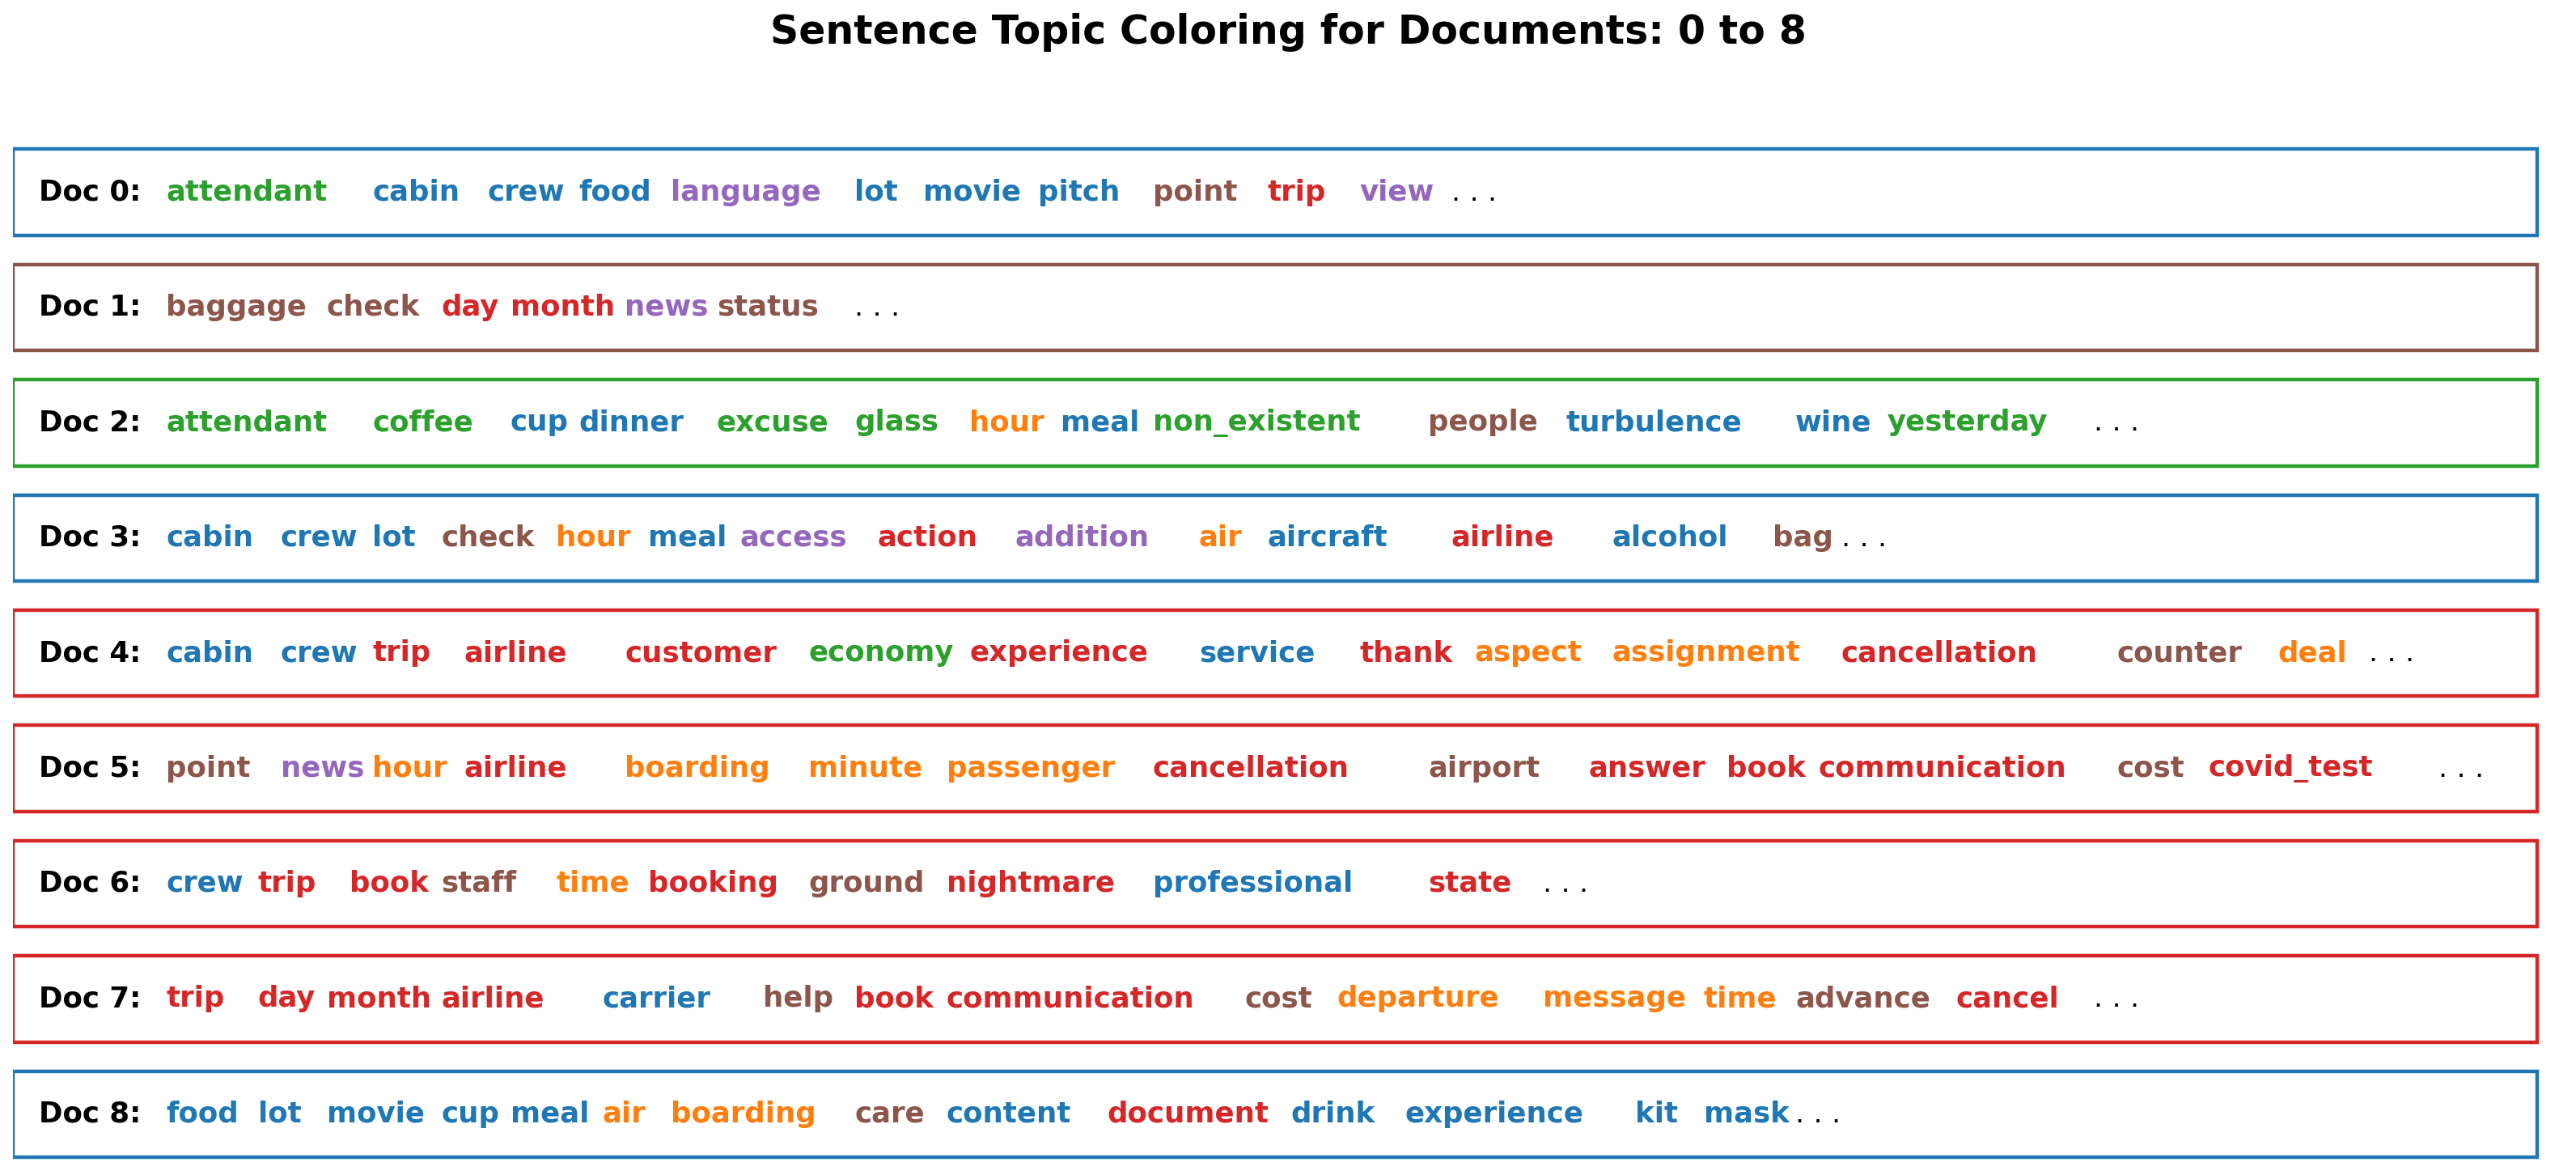 Sentence Topic Coloring for Documents: 0 to 8
Doc 0: attendant cabin crew food language lot movie pitch point trip view . . .
Doc 1: baggage check day month news status . . .
Doc 2: attendant coffee cup dinner excuse glass hour meal non_existent people turbulence wine yesterday . . .
Doc 3: cabin crew lot check hour meal access action addition air aircraft airline alcohol bag . . .
Doc 4: cabin crew trip airline customer economy experience service thank aspect assignment cancellation counter deal . . .
Doc 5: point news hour airline boarding minute passenger cancellation airport answer book communication cost covid_test . . .
Doc 6: crew trip book staff time booking ground nightmare professional state . . .
Doc 7: trip day month airline carrier help book communication cost departure message time advance cancel . . .
Doc 8: food lot movie cup meal air boarding care content document drink experience kit mask . . .